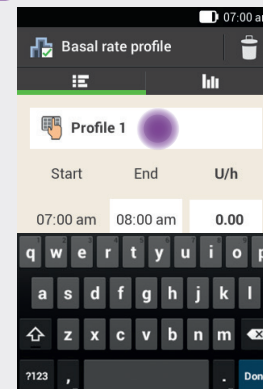 07:00 am
Basal rate profile
Profile 1
Start End U/h
07:00 am 08:00 am 0.00
q w e r t y u i o p
a s d f g h j k l
z x c v b n m
?123 , . Don